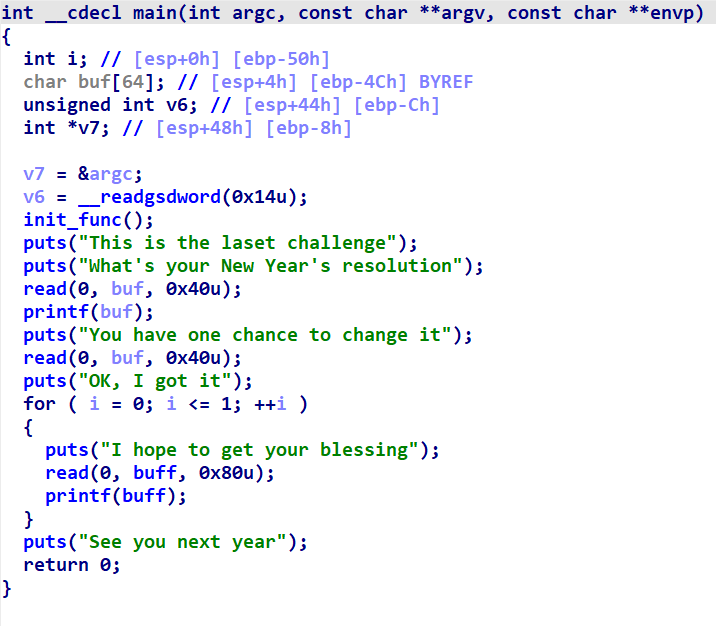 int __cdecl main(int argc, const char **argv, const char **envp)
{
  int i; // [esp+0h] [ebp-50h]
  char buf[64]; // [esp+4h] [ebp-4Ch] BYREF
  unsigned int v6; // [esp+44h] [ebp-Ch]
  int *v7; // [esp+48h] [ebp-8h]

  v7 = &argc;
  v6 = __readgsdword(0x14u);
  init_func();
  puts("This is the laset challenge");
  puts("What's your New Year's resolution");
  read(0, buf, 0x40u);
  printf(buf);
  puts("You have one chance to change it");
  read(0, buf, 0x40u);
  puts("OK, I got it");
  for ( i = 0; i <= 1; ++i )
  {
    puts("I hope to get your blessing");
    read(0, buff, 0x80u);
    printf(buff);
  }
  puts("See you next year");
  return 0;
}